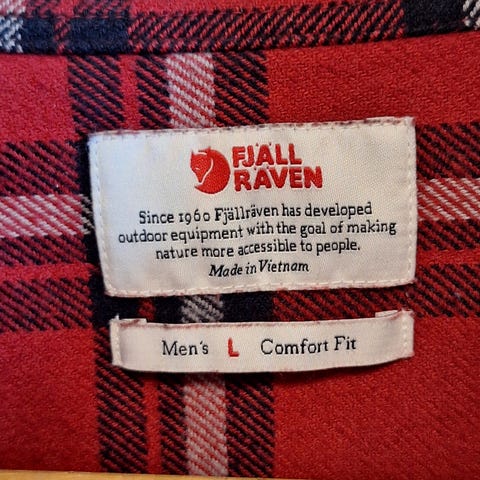 FJÄLL
RÄVEN
Since 1960 Fjällräven has developed
outdoor equipment with the goal of making
nature more accessible to people.
Made in Vietnam
Men's L Comfort Fit